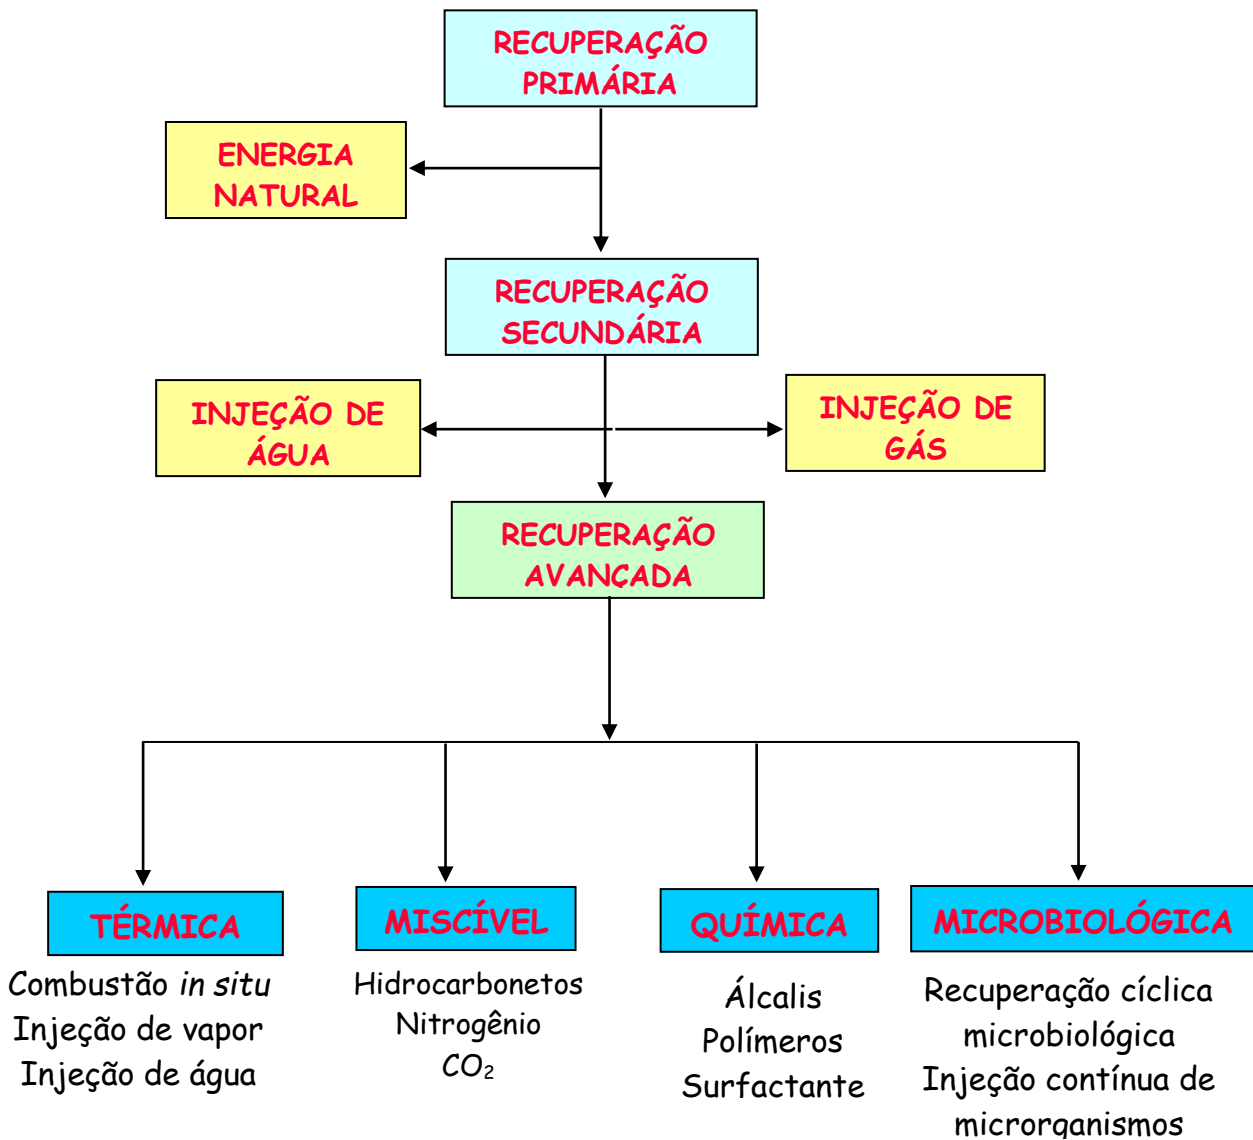 RECUPERAÇÃO
PRIMÁRIA
ENERGIA
NATURAL
RECUPERAÇÃO
SECUNDÁRIA
INJEÇÃO DE
ÁGUA
INJEÇÃO DE
GÁS
RECUPERAÇÃO
AVANÇADA
TÉRMICA
Combustão in situ
Injeção de vapor
Injeção de água
MISCÍVEL
Hidrocarbonetos
Nitrogênio
CO₂
QUÍMICA
Álcalis
Polímeros
Surfactante
MICROBIOLÓGICA
Recuperação cíclica
microbiológica
Injeção contínua de
microrganismos